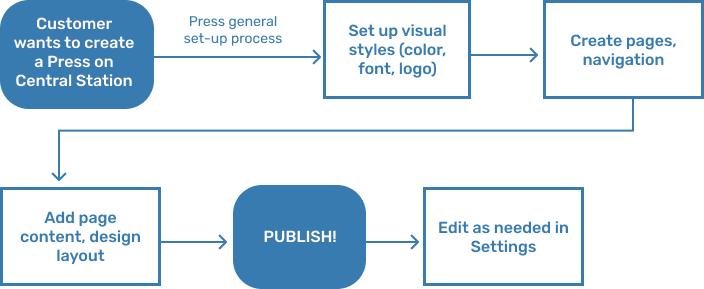 Customer
wants to create
a Press on
Central Station
Press general
set-up process
Set up visual
styles (color,
font, logo)
Create pages,
navigation
Add page
content, design
layout
PUBLISH!
Edit as needed in
Settings